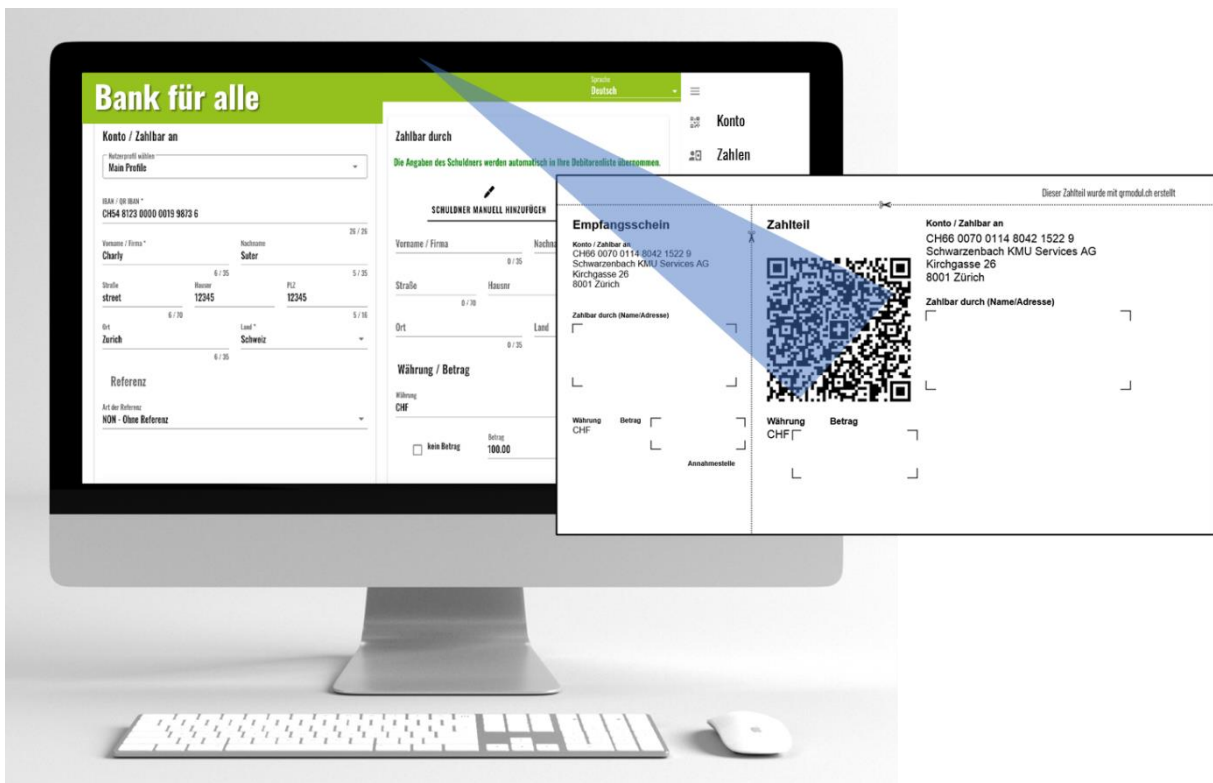 Bank für alle
Sprache
Deutsch
Konto
Zahlen
Konto / Zahlbar an
Nutzerprofil wählen
Main Profile
IBAN / QR IBAN *
CH54 8123 0000 0019 9873 6
26 / 26
Vorname / Firma *
Nachname
Charly
Suter
6 / 35
5 / 35
Straße
Hausnr
PLZ
street
12345
12345
6 / 70
5 / 16
Ort
Land *
Zurich
Schweiz
6 / 35
Referenz
Art der Referenz
NON - Ohne Referenz
Zahlbar durch
Die Angaben des Schuldners werden automatisch in Ihre Debitorenliste übernommen.
SCHULDNER MANUELL HINZUFÜGEN
Vorname / Firma
0 / 35
Straße
Hausnr
0 / 70
Ort
Land
0 / 35
Währung / Betrag
Währung
CHF
kein Betrag
Betrag
100.00
Dieser Zahlteil wurde mit qrmodul.ch erstellt
Empfangsschein
Konto / Zahlbar an
CH66 0070 0114 8042 1522 9
Schwarzenbach KMU Services AG
Kirchgasse 26
8001 Zürich
Zahlbar durch (Name/Adresse)
Währung
Betrag
CHF
Annahmestelle
Zahlteil
Währung
Betrag
CHF
Konto / Zahlbar an
CH66 0070 0114 8042 1522 9
Schwarzenbach KMU Services AG
Kirchgasse 26
8001 Zürich
Zahlbar durch (Name/Adresse)